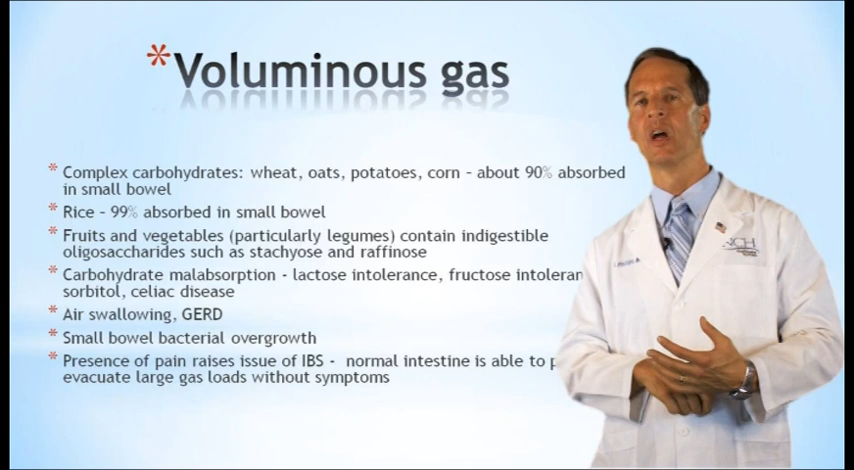 *Voluminous gas
* Complex carbohydrates: wheat, oats, potatoes, corn – about 90% absorbed
in small bowel
* Rice – 99% absorbed in small bowel
* Fruits and vegetables (particularly legumes) contain indigestible
oligosaccharides such as stachyose and raffinose
* Carbohydrate malabsorption - lactose intolerance, fructose intoleran
sorbitol, celiac disease
* Air swallowing, GERD
* Small bowel bacterial overgrowth
* Presence of pain raises issue of IBS - normal intestine is able to p
evacuate large gas loads without symptoms
NCH